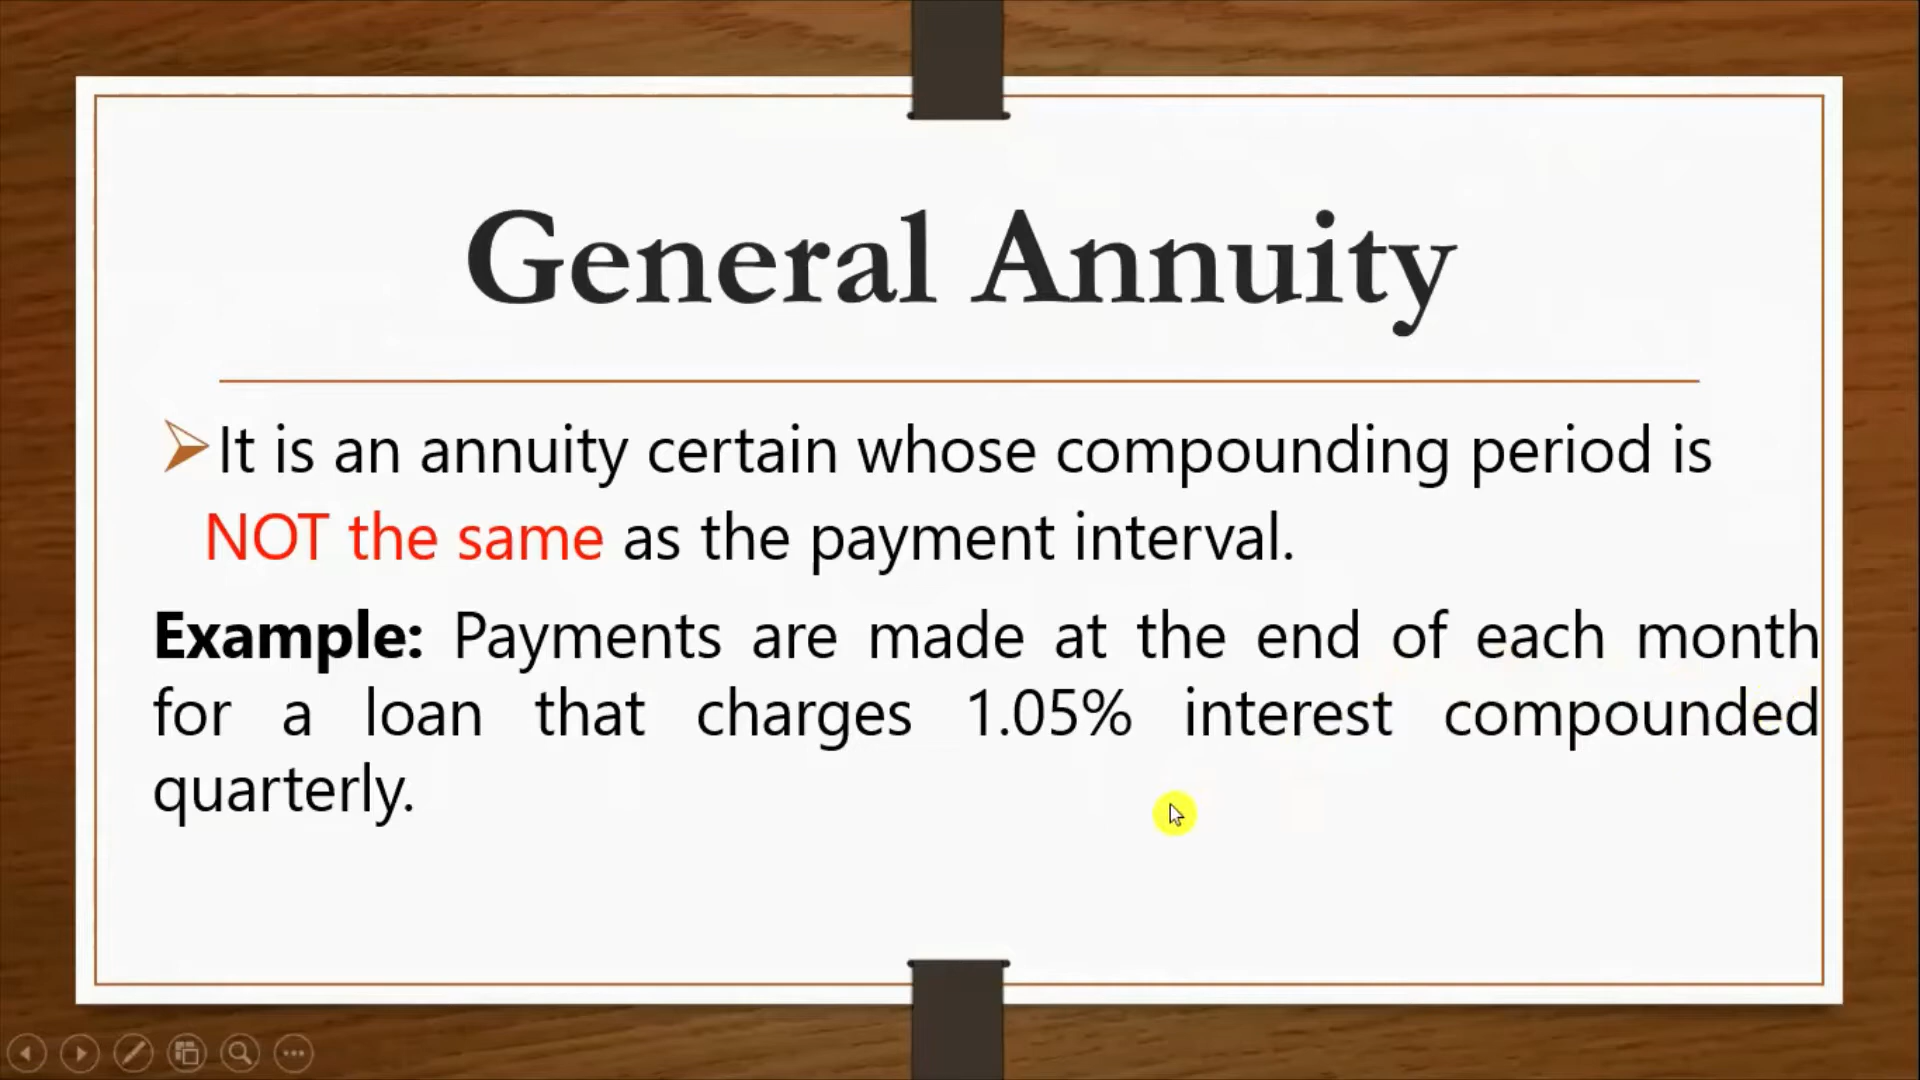 General Annuity
It is an annuity certain whose compounding period is
NOT the same as the payment interval.
Example: Payments are made at the end of each month
for a loan that charges 1.05% interest compounded
quarterly.